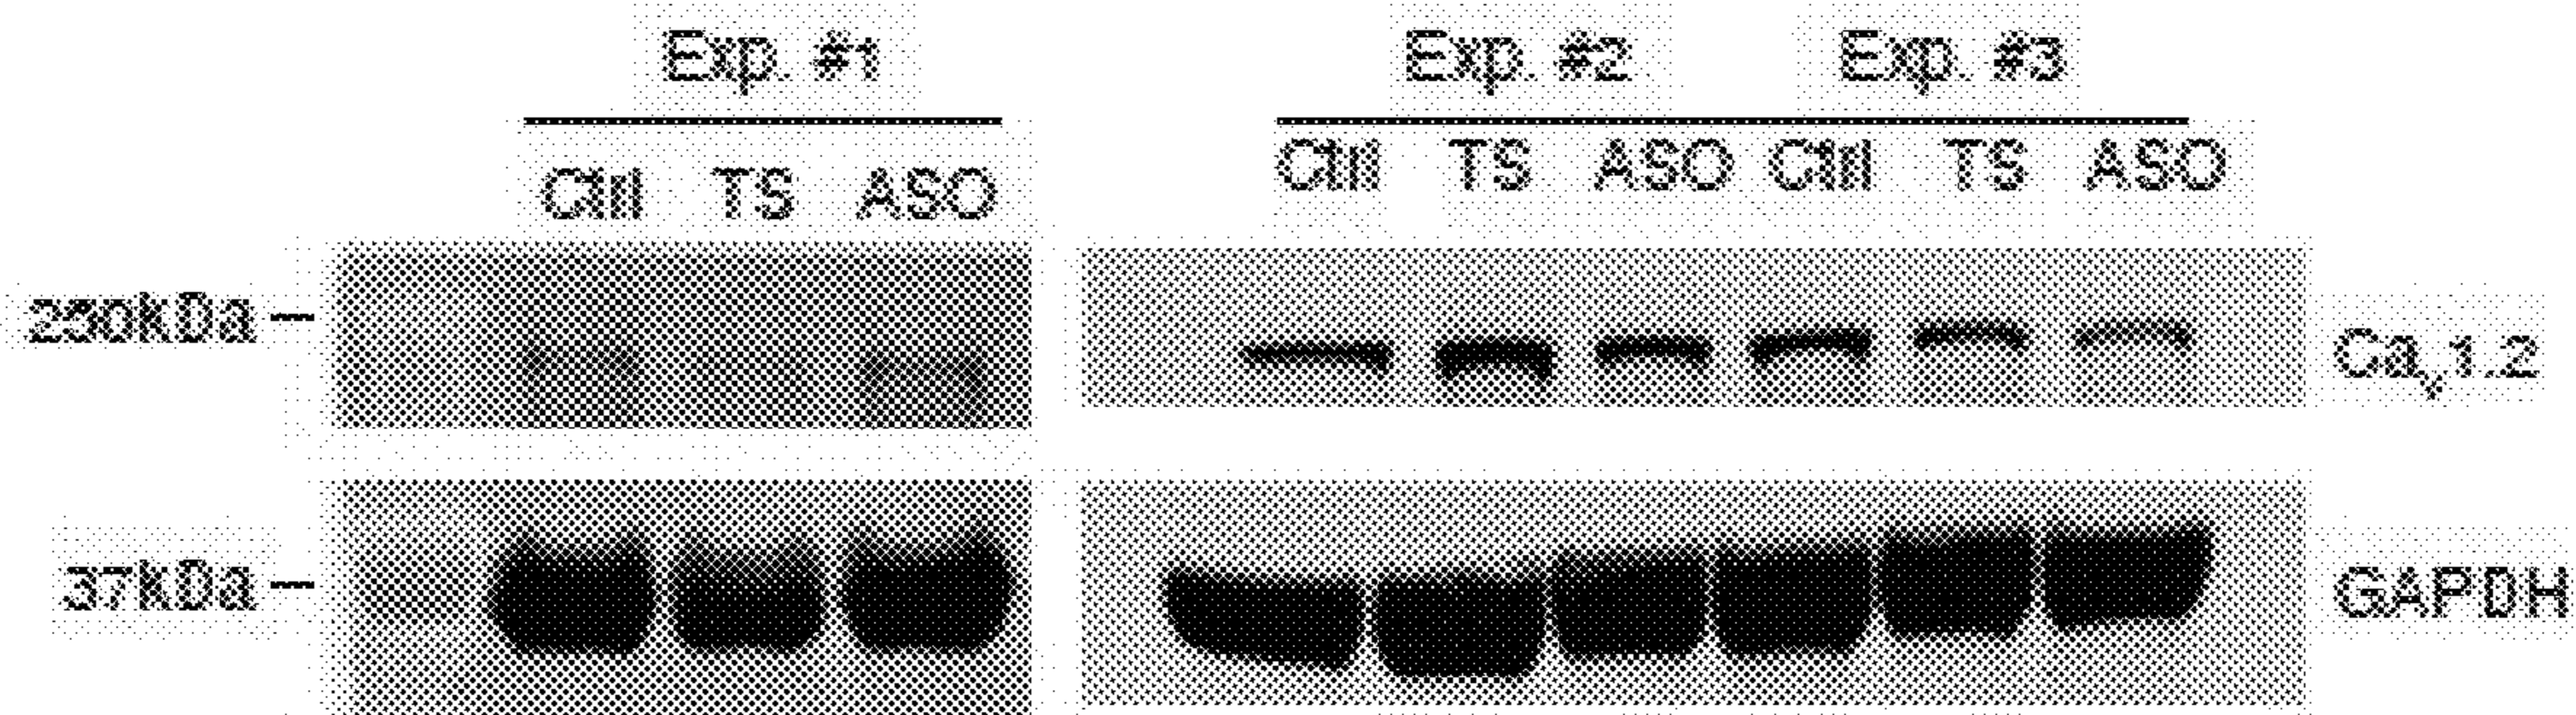 Exp. #1 Exp. #2 Exp. #3
Ctrl TS ASO Ctrl TS ASO Ctrl TS ASO
250kDa
Cav1.2
37kDa
GAPDH